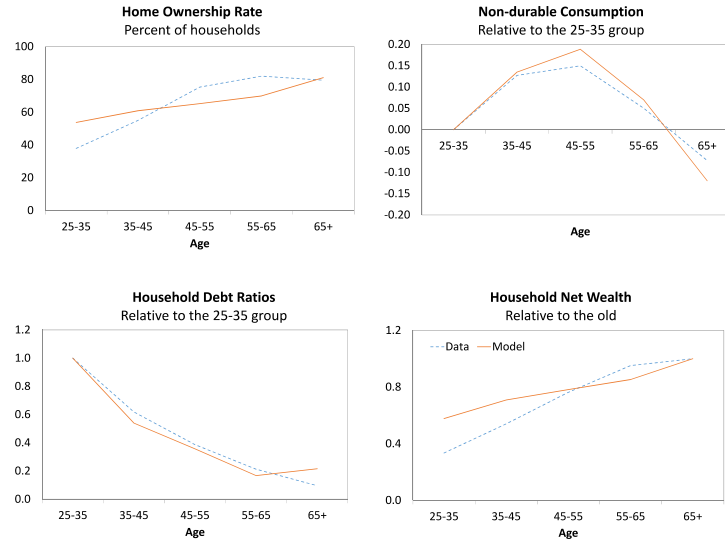 Home Ownership Rate
Percent of households
100
80
60
40
20
0
25-35 35-45 45-55 55-65 65+
Age
Non-durable Consumption
Relative to the 25-35 group
0.20
0.15
0.10
0.05
0.00
-0.05
-0.10
-0.15
-0.20
25-35 35-45 45-55 55-65 65+
Age
Household Debt Ratios
Relative to the 25-35 group
1.2
1.0
0.8
0.6
0.4
0.2
0.0
25-35 35-45 45-55 55-65 65+
Age
Household Net Wealth
Relative to the old
1.2
0.8
0.4
0.0
Data Model
25-35 35-45 45-55 55-65 65+
Age